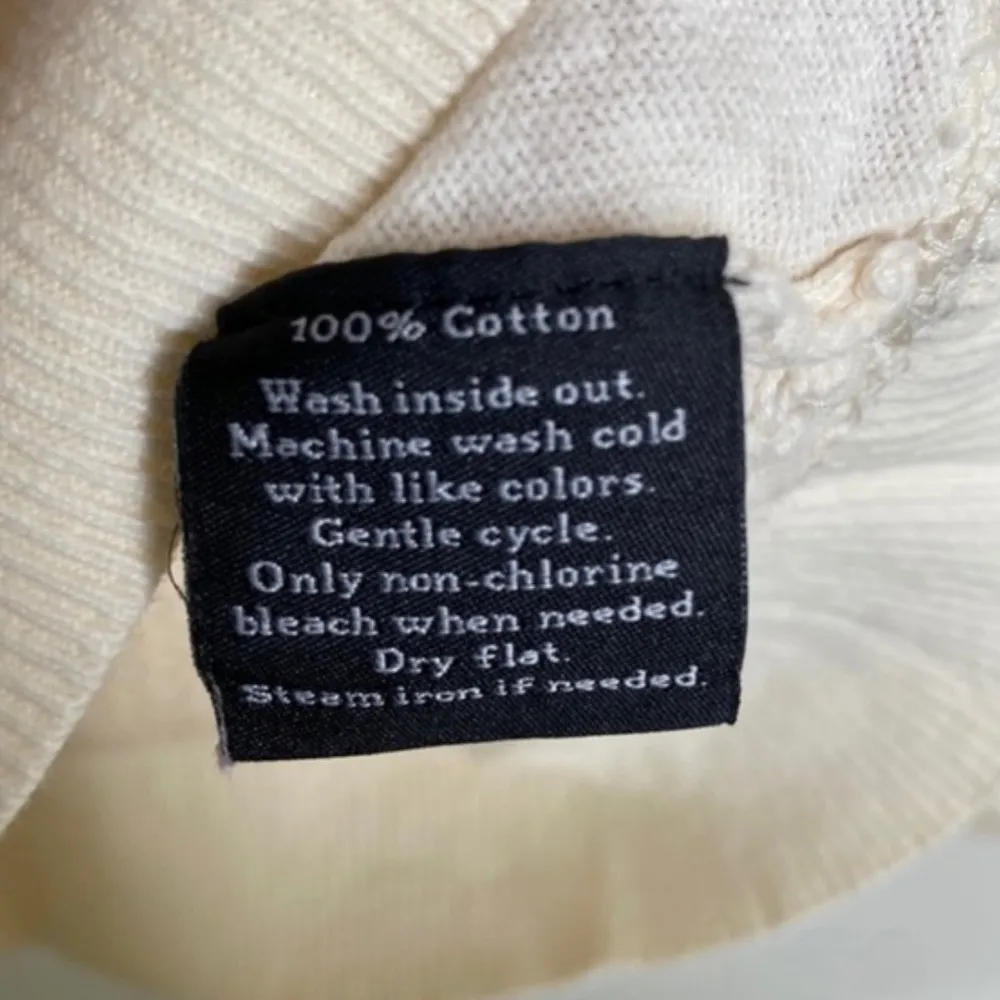 100% Cotton
Wash inside out.
Machine wash cold
with like colors.
Gentle cycle.
Only non-chlorine
bleach when needed.
Dry flat.
Steam iron if needed.